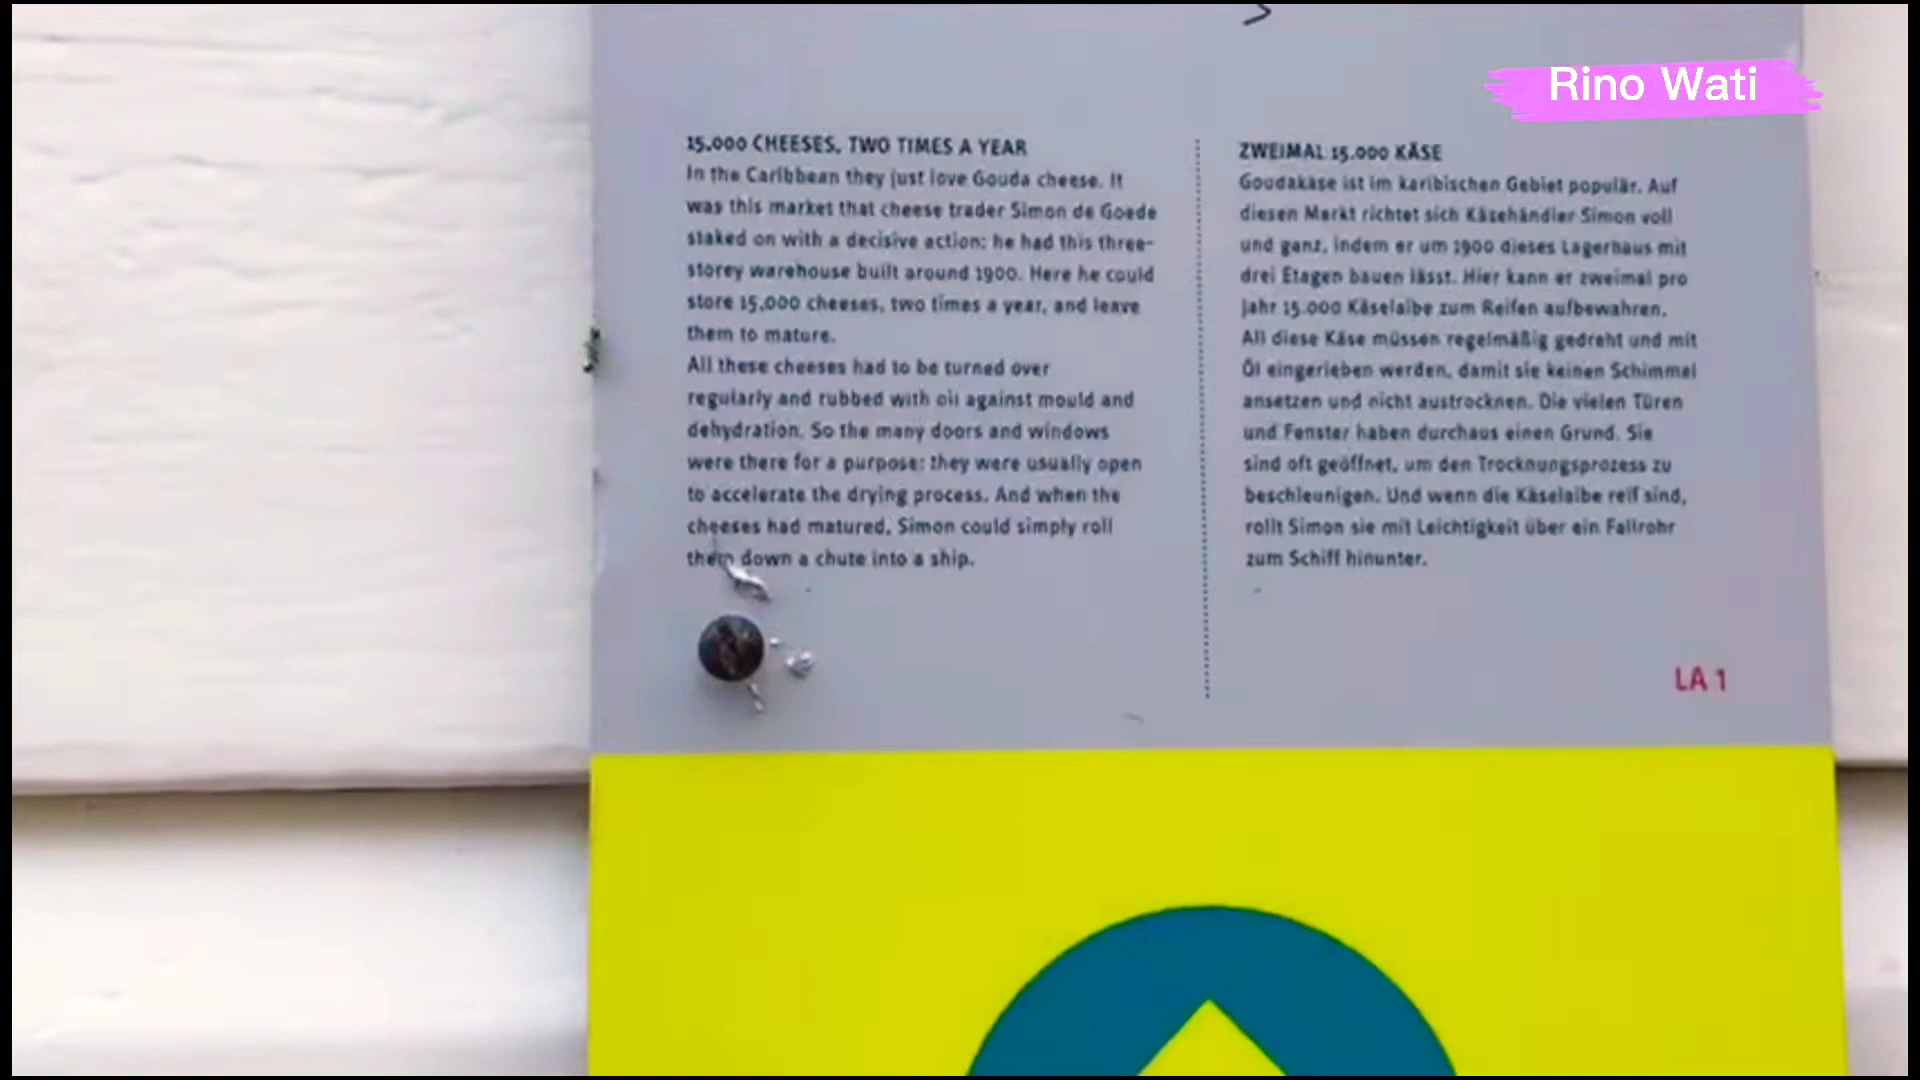 Rino Wati
15.000 CHEESES, TWO TIMES A YEAR
In the Caribbean they just love Gouda cheese. It
was this market that cheese trader Simon de Goede
staked on with a decisive action: he had this three-
storey warehouse built around 1900. Here he could
store 15.000 cheeses, two times a year, and leave
them to mature.
All these cheeses had to be turned over
regularly and rubbed with oil against mould and
dehydration. So the many doors and windows
were there for a purpose: they were usually open
to accelerate the drying process. And when the
cheeses had matured, Simon could simply roll
them down a chute into a ship.
ZWEIMAL 15.000 KÄSE
Goudakäse ist im karibischen Gebiet populär. Auf
diesen Markt richtet sich Käsehändler Simon voll
und ganz, indem er um 1900 dieses Lagerhaus mit
drei Etagen bauen lässt. Hier kann er zweimal pro
Jahr 15.000 Käselaibe zum Reifen aufbewahren.
All diese Käse müssen regelmäßig gedreht und mit
Öl eingerieben werden, damit sie keinen Schimmel
ansetzen und nicht austrocknen. Die vielen Türen
und Fenster haben durchaus einen Grund. Sie
sind oft geöffnet, um den Trocknungsprozess zu
beschleunigen. Und wenn die Käselaibe reif sind,
rollt Simon sie mit Leichtigkeit über ein Fallrohr
zum Schiff hinunter.
LA 1